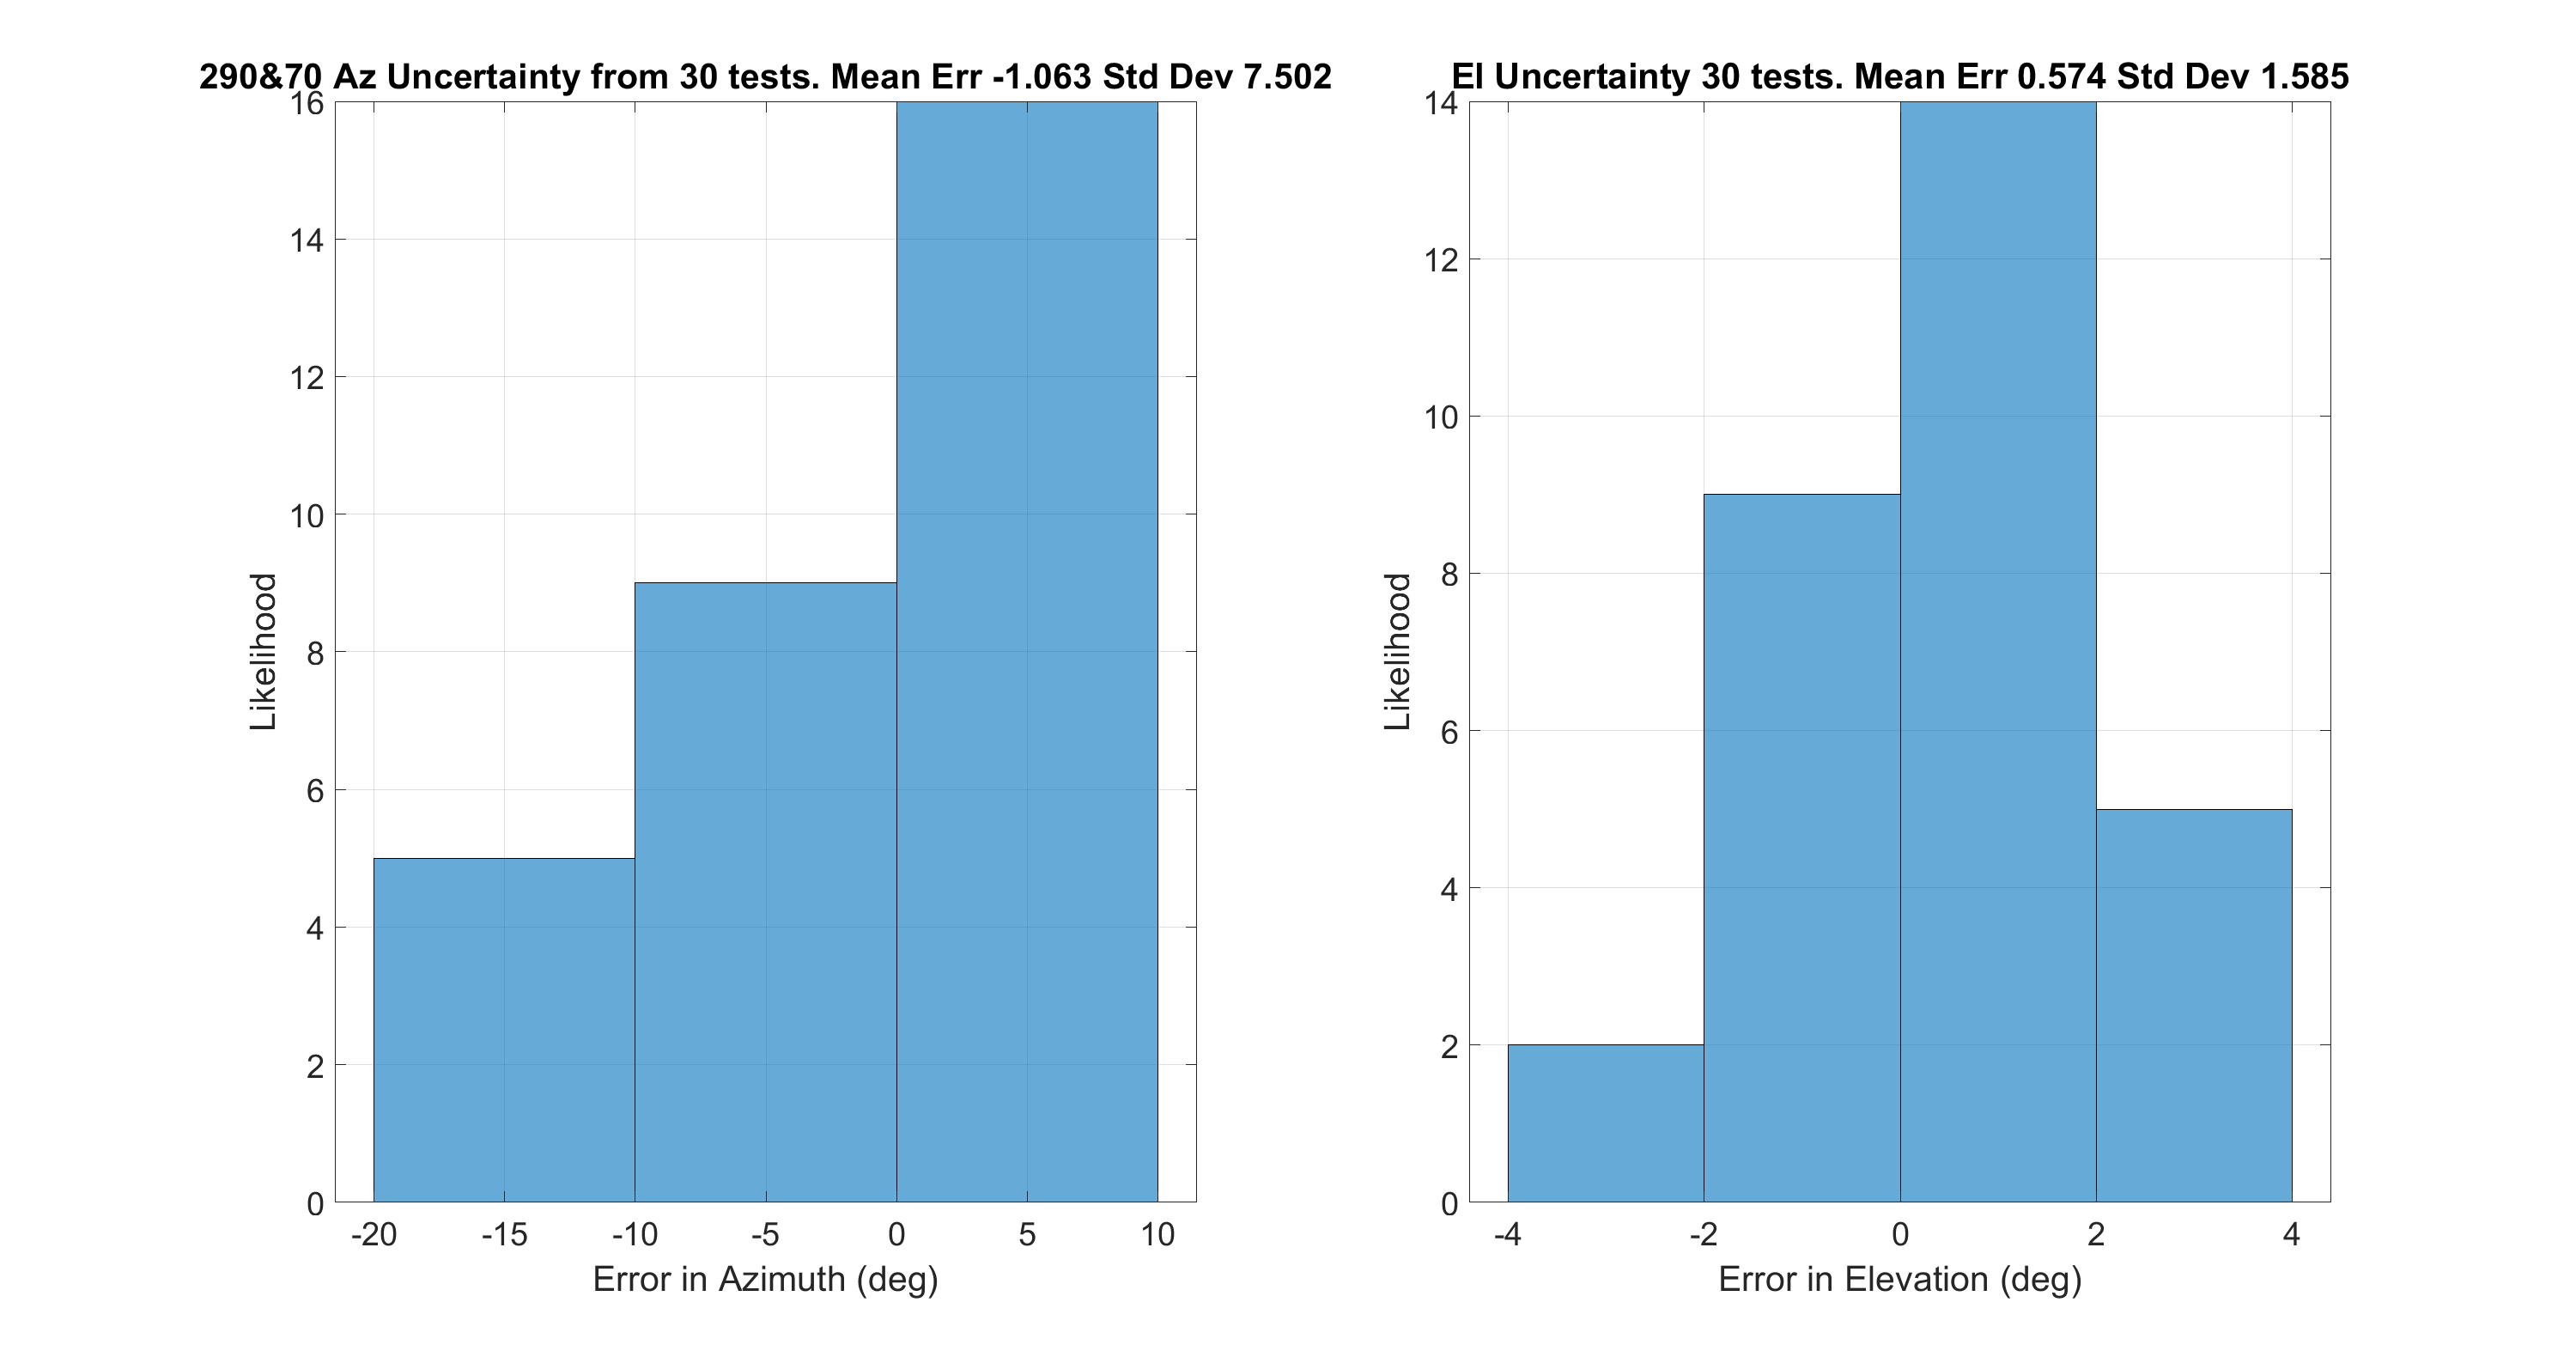 290&70 Az Uncertainty from 30 tests. Mean Err -1.063 Std Dev 7.502
16
14
12
10
8
6
4
2
0
Likelihood
-20 -15 -10 -5 0 5 10
Error in Azimuth (deg)
El Uncertainty 30 tests. Mean Err 0.574 Std Dev 1.585
14
12
10
8
6
4
2
0
Likelihood
-4 -2 0 2 4
Error in Elevation (deg)